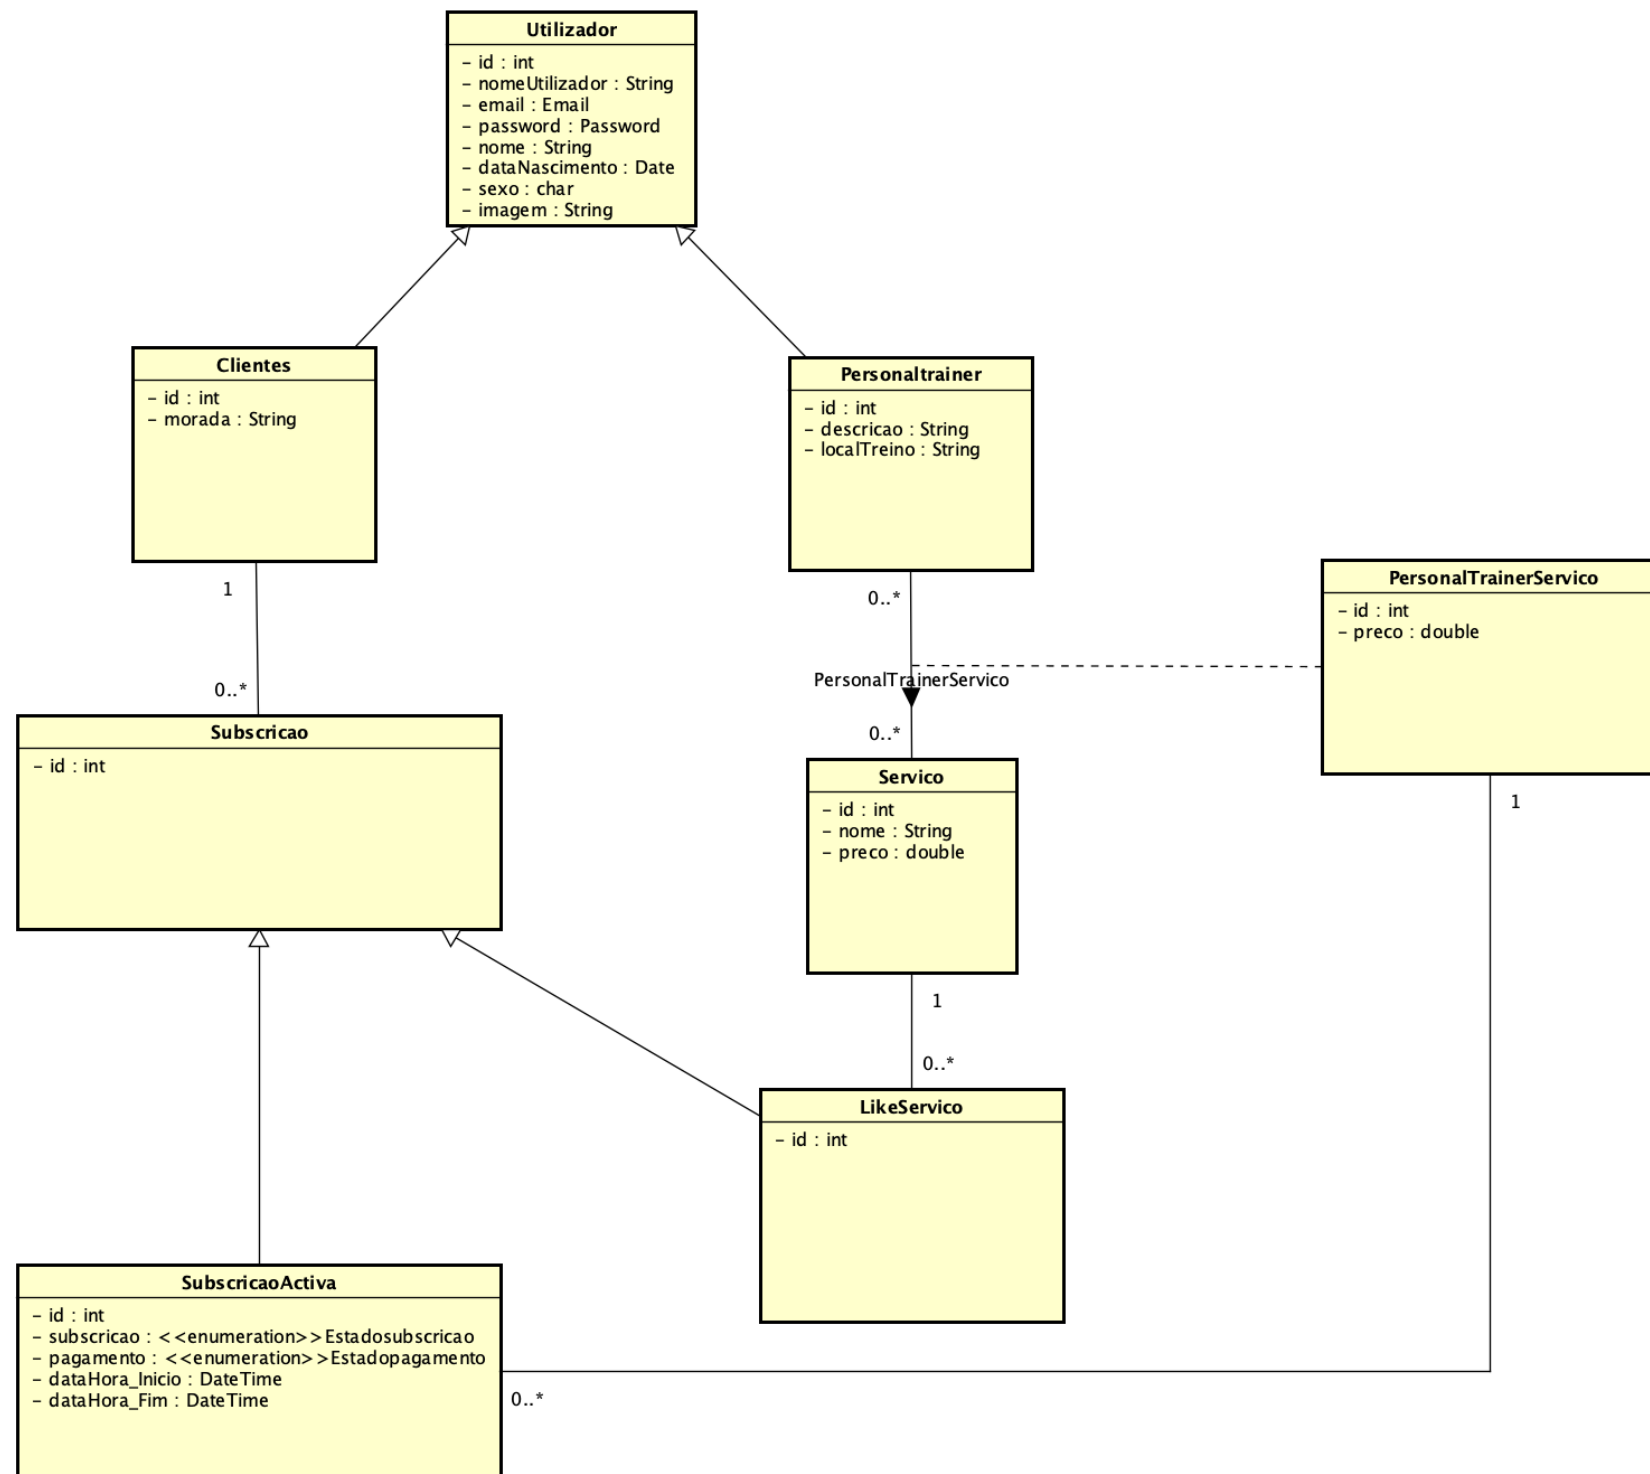 Utilizador
– id : int
– nomeUtilizador : String
– email : Email
– password : Password
– nome : String
– dataNascimento : Date
– sexo : char
– imagem : String
Clientes
– id : int
– morada : String
Personaltrainer
– id : int
– descricao : String
– localTreino : String
PersonalTrainerServico
– id : int
– preco : double
1
0..*
0..*
PersonalTrainerServico
0..*
1
Subscricao
– id : int
Servico
– id : int
– nome : String
– preco : double
1
0..*
LikeServico
– id : int
SubscricaoActiva
– id : int
– subscricao : <<enumeration>>Estadosubscricao
– pagamento : <<enumeration>>Estadopagamento
– dataHora_Inicio : DateTime
– dataHora_Fim : DateTime
0..*